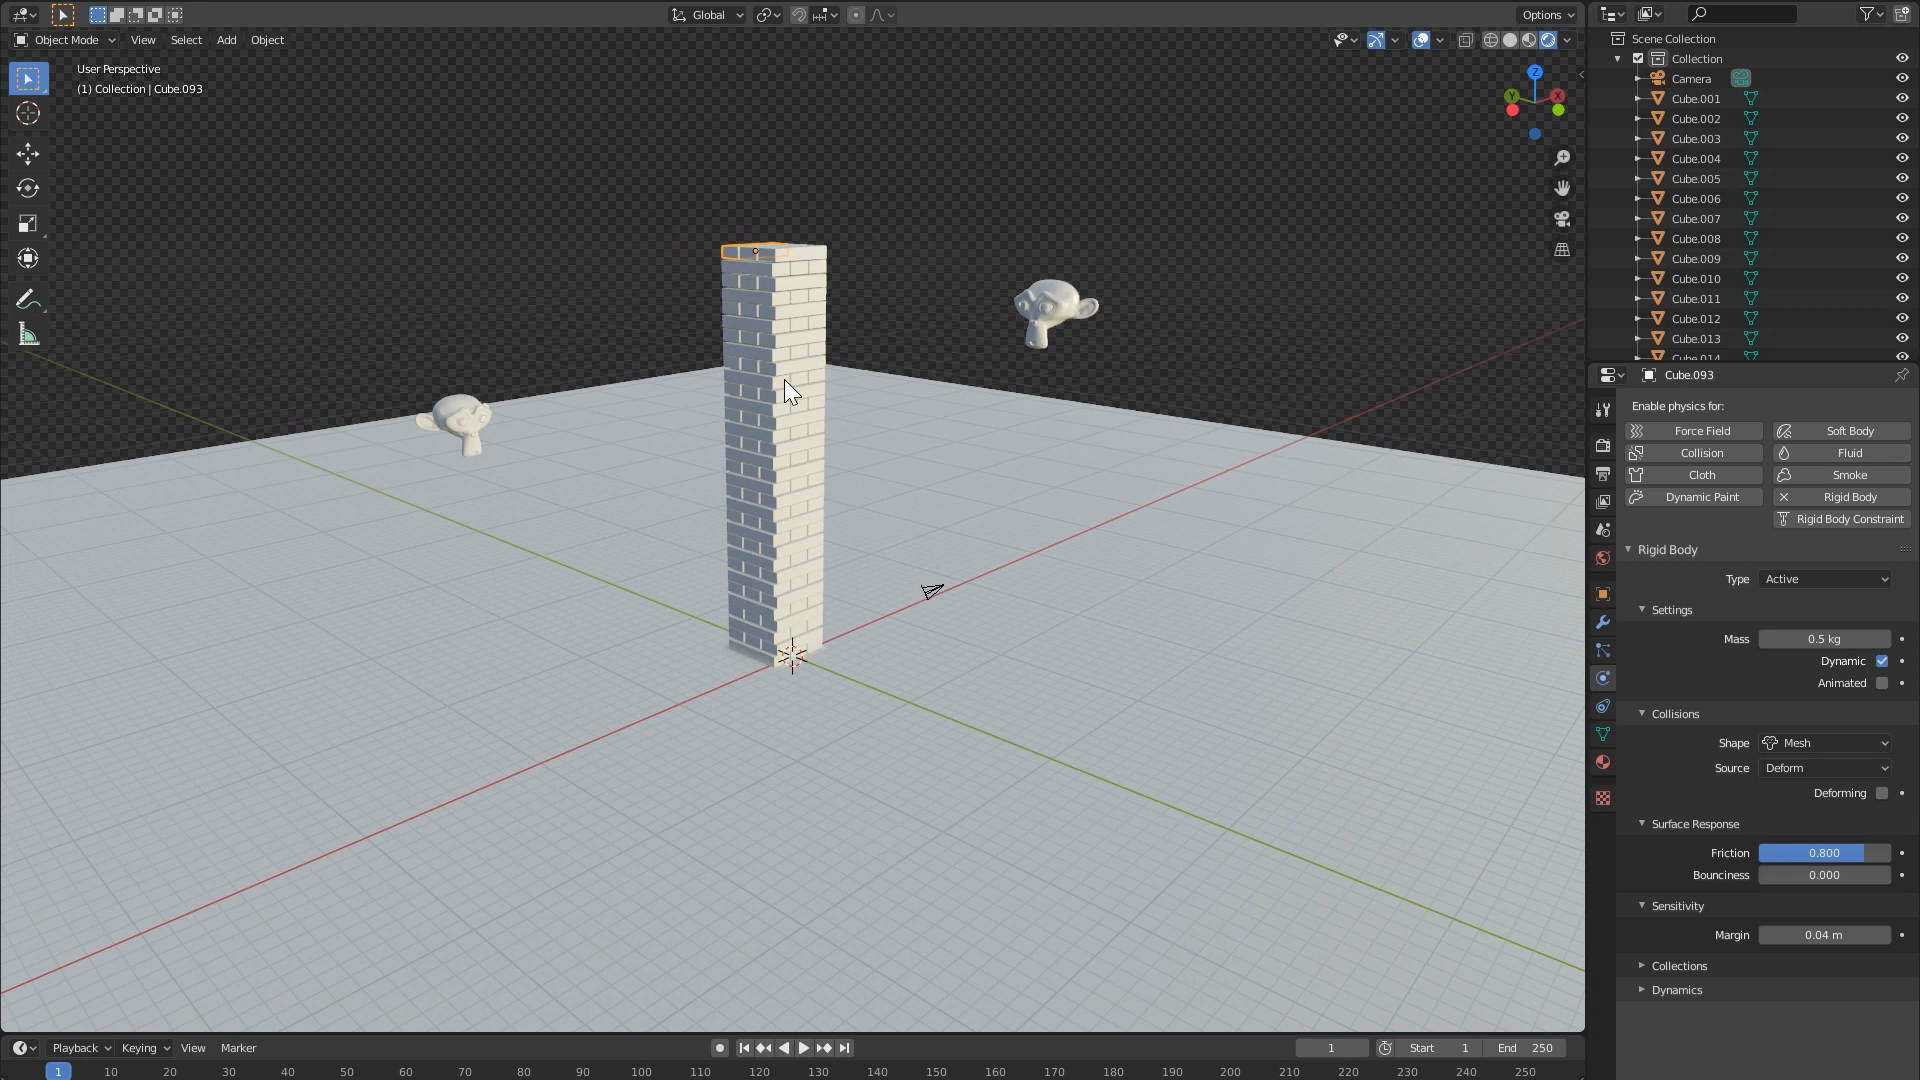 Global
Options
Object Mode
View
Select
Add
Object
User Perspective
(1) Collection | Cube.093
Z
Y
X
Scene Collection
Collection
Camera
Cube.001
Cube.002
Cube.003
Cube.004
Cube.005
Cube.006
Cube.007
Cube.008
Cube.009
Cube.010
Cube.011
Cube.012
Cube.013
Cube.014
Cube.093
Enable physics for:
Force Field Soft Body
Collision Fluid
Cloth Smoke
Dynamic Paint Rigid Body
Rigid Body Constraint
Rigid Body
Type Active
Settings
Mass 0.5 kg
Dynamic
Animated
Collisions
Shape Mesh
Source Deform
Deforming
Surface Response
Friction 0.800
Bounciness 0.000
Sensitivity
Margin 0.04 m
Collections
Dynamics
Playback Keying View Marker 1 Start 1 End 250
1 10 20 30 40 50 60 70 80 90 100 110 120 130 140 150 160 170 180 190 200 210 220 230 240 250